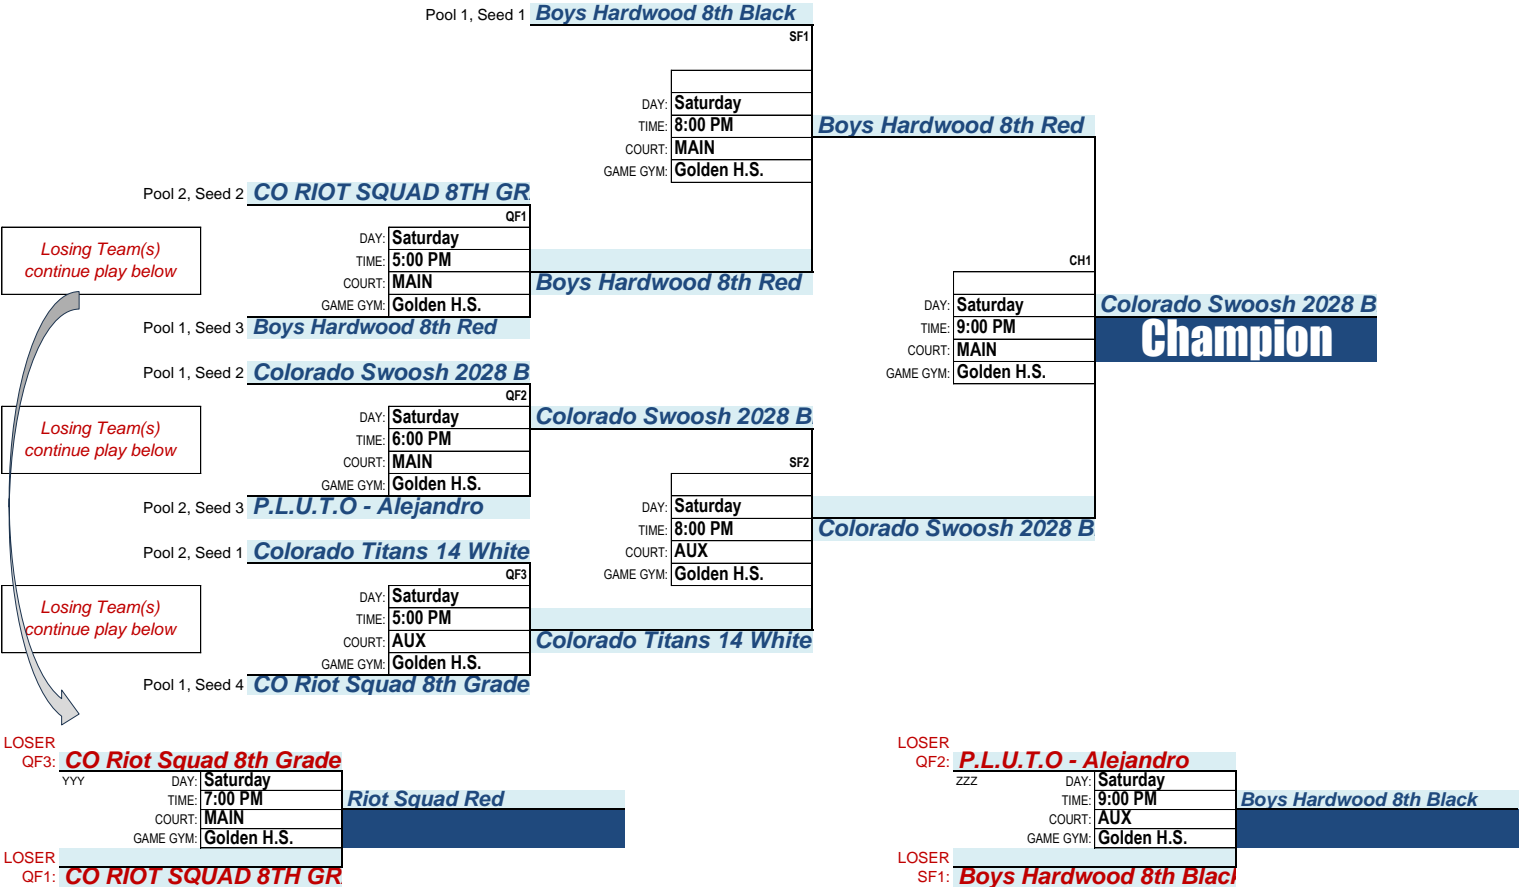 Pool 1, Seed 1 Boys Hardwood 8th Black
SF1
DAY: Saturday
TIME: 8:00 PM
COURT: MAIN
GAME GYM: Golden H.S.
Boys Hardwood 8th Red
Pool 2, Seed 2 CO RIOT SQUAD 8TH GR
QF1
DAY: Saturday
TIME: 5:00 PM
COURT: MAIN
GAME GYM: Golden H.S.
Losing Team(s)
continue play below
Boys Hardwood 8th Red
Pool 1, Seed 3 Boys Hardwood 8th Red
CH1
DAY: Saturday
TIME: 9:00 PM
COURT: MAIN
GAME GYM: Golden H.S.
Colorado Swoosh 2028 B
Champion
Pool 1, Seed 2 Colorado Swoosh 2028 B
QF2
DAY: Saturday
TIME: 6:00 PM
COURT: MAIN
GAME GYM: Golden H.S.
Losing Team(s)
continue play below
Colorado Swoosh 2028 B
Pool 2, Seed 3 P.L.U.T.O - Alejandro
SF2
DAY: Saturday
TIME: 8:00 PM
COURT: AUX
GAME GYM: Golden H.S.
Colorado Swoosh 2028 B
Pool 2, Seed 1 Colorado Titans 14 White
QF3
DAY: Saturday
TIME: 5:00 PM
COURT: AUX
GAME GYM: Golden H.S.
Losing Team(s)
continue play below
Colorado Titans 14 White
Pool 1, Seed 4 CO Riot Squad 8th Grade
LOSER
QF3: CO Riot Squad 8th Grade
YYY
DAY: Saturday
TIME: 7:00 PM
COURT: MAIN
GAME GYM: Golden H.S.
Riot Squad Red
LOSER
QF1: CO RIOT SQUAD 8TH GR
LOSER
QF2: P.L.U.T.O - Alejandro
ZZZ
DAY: Saturday
TIME: 9:00 PM
COURT: AUX
GAME GYM: Golden H.S.
Boys Hardwood 8th Black
LOSER
SF1: Boys Hardwood 8th Black